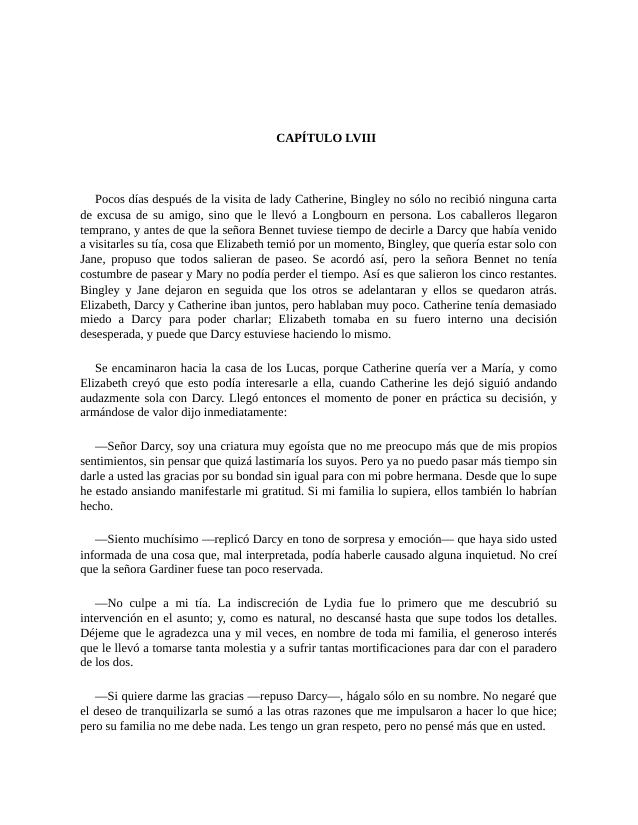 CAPÍTULO LVIII
Pocos días después de la visita de lady Catherine, Bingley no sólo no recibió ninguna carta
de excusa de su amigo, sino que le llevó a Longbourn en persona. Los caballeros llegaron
temprano, y antes de que la señora Bennet tuviese tiempo de decirle a Darcy que había venido
a visitarles su tía, cosa que Elizabeth temió por un momento, Bingley, que quería estar solo con
Jane, propuso que todos salieran de paseo. Se acordó así, pero la señora Bennet no tenía
costumbre de pasear y Mary no podía perder el tiempo. Así es que salieron los cinco restantes.
Bingley y Jane dejaron en seguida que los otros se adelantaran y ellos se quedaron atrás.
Elizabeth, Darcy y Catherine iban juntos, pero hablaban muy poco. Catherine tenía demasiado
miedo a Darcy para poder charlar; Elizabeth tomaba en su fuero interno una decisión
desesperada, y puede que Darcy estuviese haciendo lo mismo.
Se encaminaron hacia la casa de los Lucas, porque Catherine quería ver a María, y como
Elizabeth creyó que esto podía interesarle a ella, cuando Catherine les dejó siguió andando
audazmente sola con Darcy. Llegó entonces el momento de poner en práctica su decisión, y
armándose de valor dijo inmediatamente:
—Señor Darcy, soy una criatura muy egoísta que no me preocupo más que de mis propios
sentimientos, sin pensar que quizá lastimaría los suyos. Pero ya no puedo pasar más tiempo sin
darle a usted las gracias por su bondad sin igual para con mi pobre hermana. Desde que lo supe
he estado ansiando manifestarle mi gratitud. Si mi familia lo supiera, ellos también lo habrían
hecho.
—Siento muchísimo —replicó Darcy en tono de sorpresa y emoción— que haya sido usted
informada de una cosa que, mal interpretada, podía haberle causado alguna inquietud. No creí
que la señora Gardiner fuese tan poco reservada.
—No culpe a mi tía. La indiscreción de Lydia fue lo primero que me descubrió su
intervención en el asunto; y, como es natural, no descansé hasta que supe todos los detalles.
Déjeme que le agradezca una y mil veces, en nombre de toda mi familia, el generoso interés
que le llevó a tomarse tanta molestia y a sufrir tantas mortificaciones para dar con el paradero
de los dos.
—Si quiere darme las gracias —repuso Darcy—, hágalo sólo en su nombre. No negaré que
el deseo de tranquilizarla se sumó a las otras razones que me impulsaron a hacer lo que hice;
pero su familia no me debe nada. Les tengo un gran respeto, pero no pensé más que en usted.